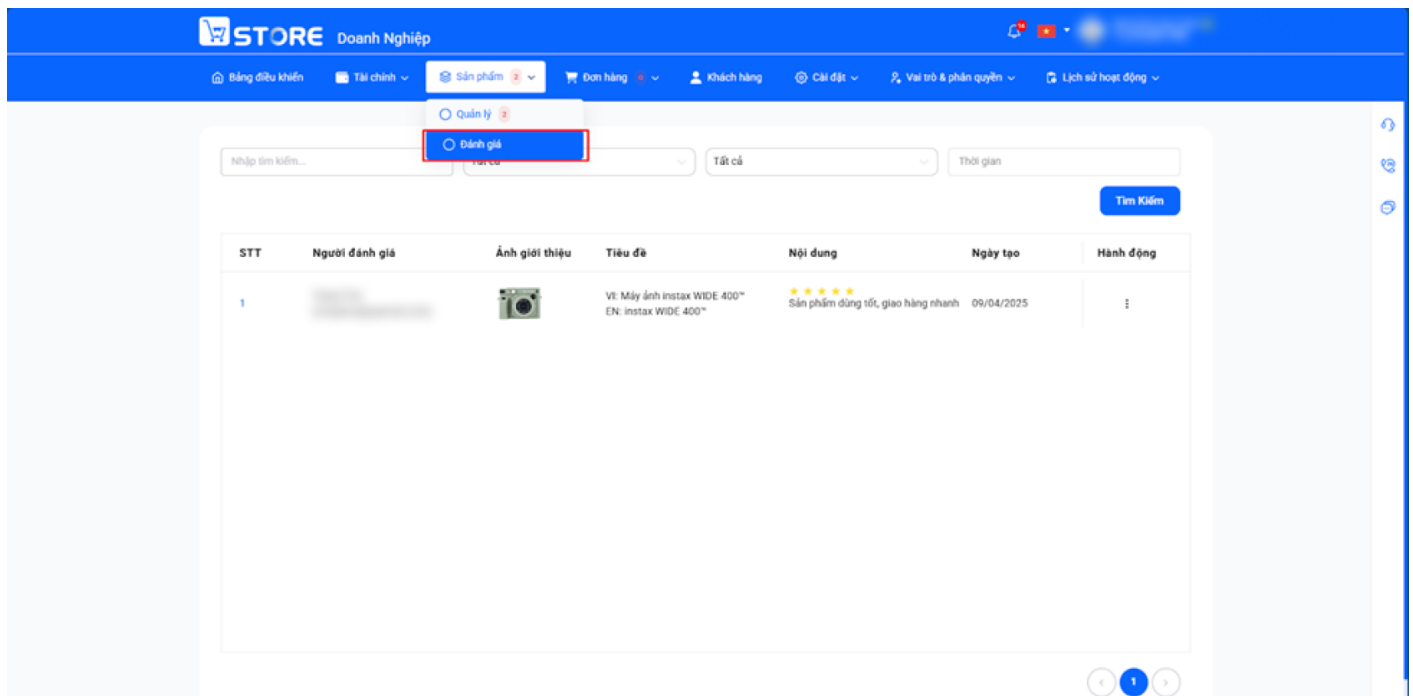 STORE Doanh Nghiệp
Bảng điều khiển Tài chính Sản phẩm 2 Đơn hàng 0 Khách hàng Cài đặt Vai trò & phân quyền Lịch sử hoạt động
Quản lý 2
Đánh giá
Nhập tìm kiếm... Tất cả Tất cả Thời gian
Tìm Kiếm
STT Người đánh giá Ảnh giới thiệu Tiêu đề Nội dung Ngày tạo Hành động
1 VI: Máy ảnh instax WIDE 400™ Sản phẩm dùng tốt, giao hàng nhanh 09/04/2025
EN: instax WIDE 400™
1